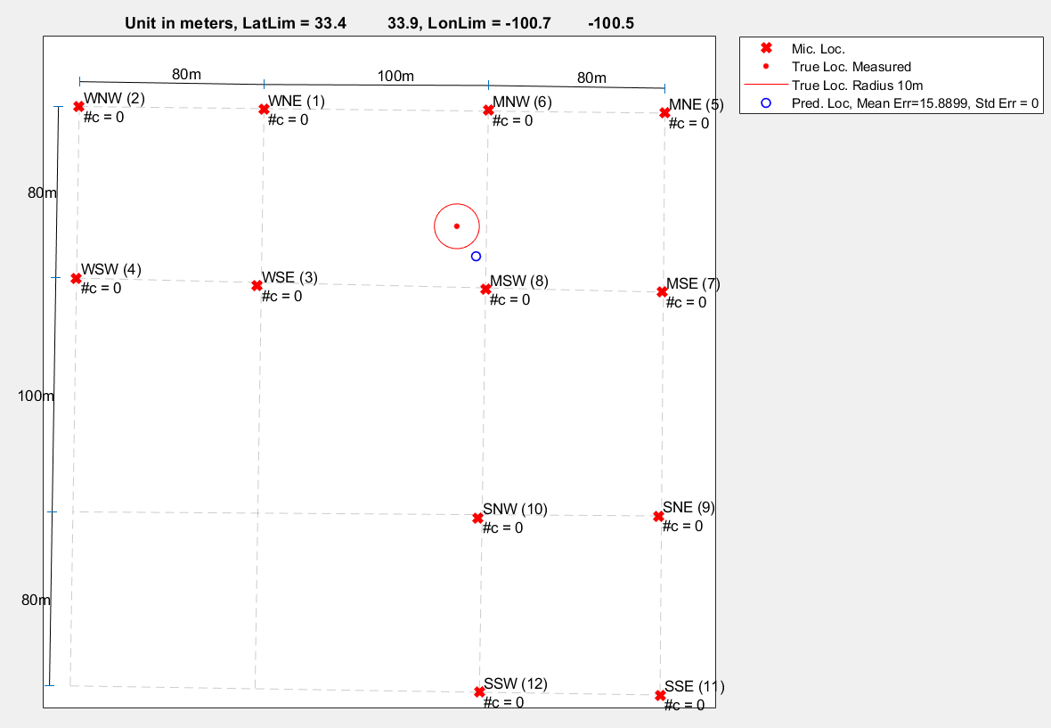 Unit in meters, LatLim = 33.4 33.9, LonLim = -100.7 -100.5
Mic. Loc.
True Loc. Measured
True Loc. Radius 10m
Pred. Loc, Mean Err=15.8899, Std Err = 0
80m 100m 80m
WNW (2) WNE (1) MNW (6) MNE (5)
#c = 0 #c = 0 #c = 0 #c = 0
80m
WSW (4) WSE (3) MSW (8) MSE (7)
#c = 0 #c = 0 #c = 0 #c = 0
100m
SNW (10) SNE (9)
#c = 0 #c = 0
80m
SSW (12) SSE (11)
#c = 0 #c = 0